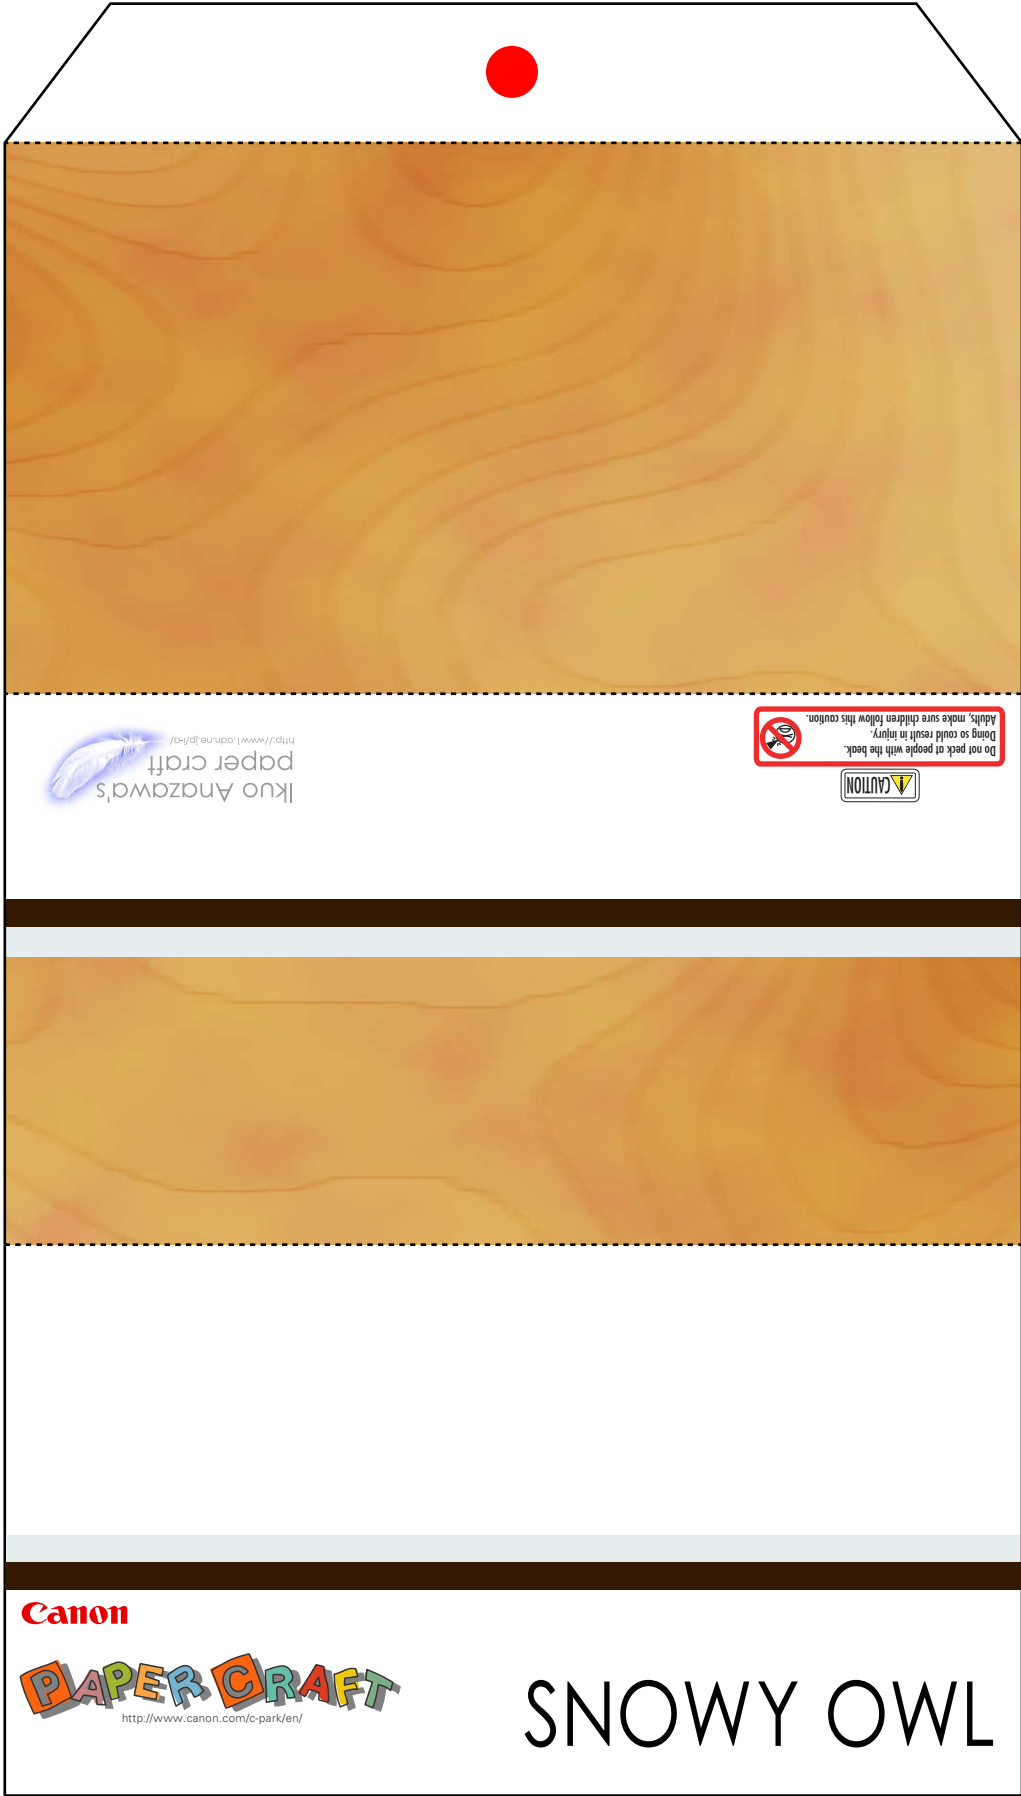 Ikuo Anazawa's
paper craft
http://www1.odn.ne.jp/i-a/
CAUTION
Do not peck at people with the beak.
Doing so could result in injury.
Adults, make sure children follow this caution.
Canon
PAPER CRAFT
http://www.canon.com/c-park/en/
SNOWY OWL